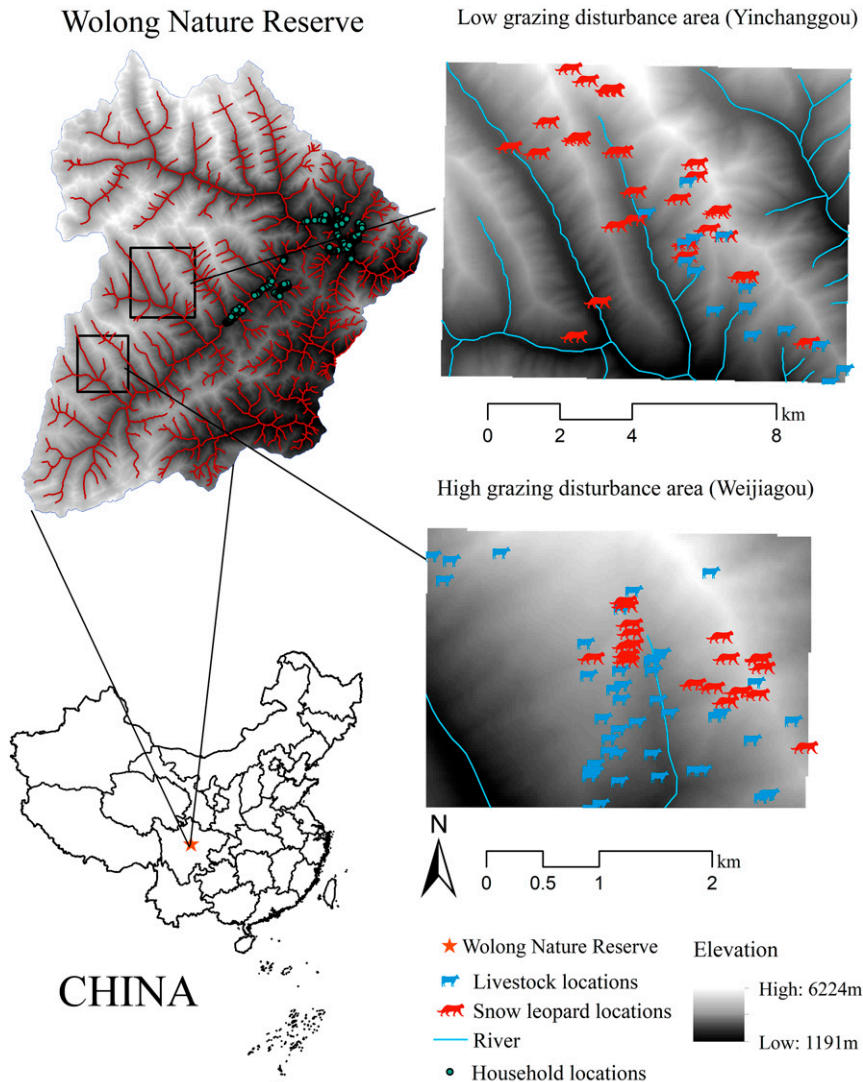 Wolong Nature Reserve
Low grazing disturbance area (Yinchanggou)
km
0 2 4 8
High grazing disturbance area (Weijiagou)
N
km
0 0.5 1 2
CHINA
Wolong Nature Reserve
Livestock locations
Snow leopard locations
River
Household locations
Elevation
High: 6224m
Low: 1191m